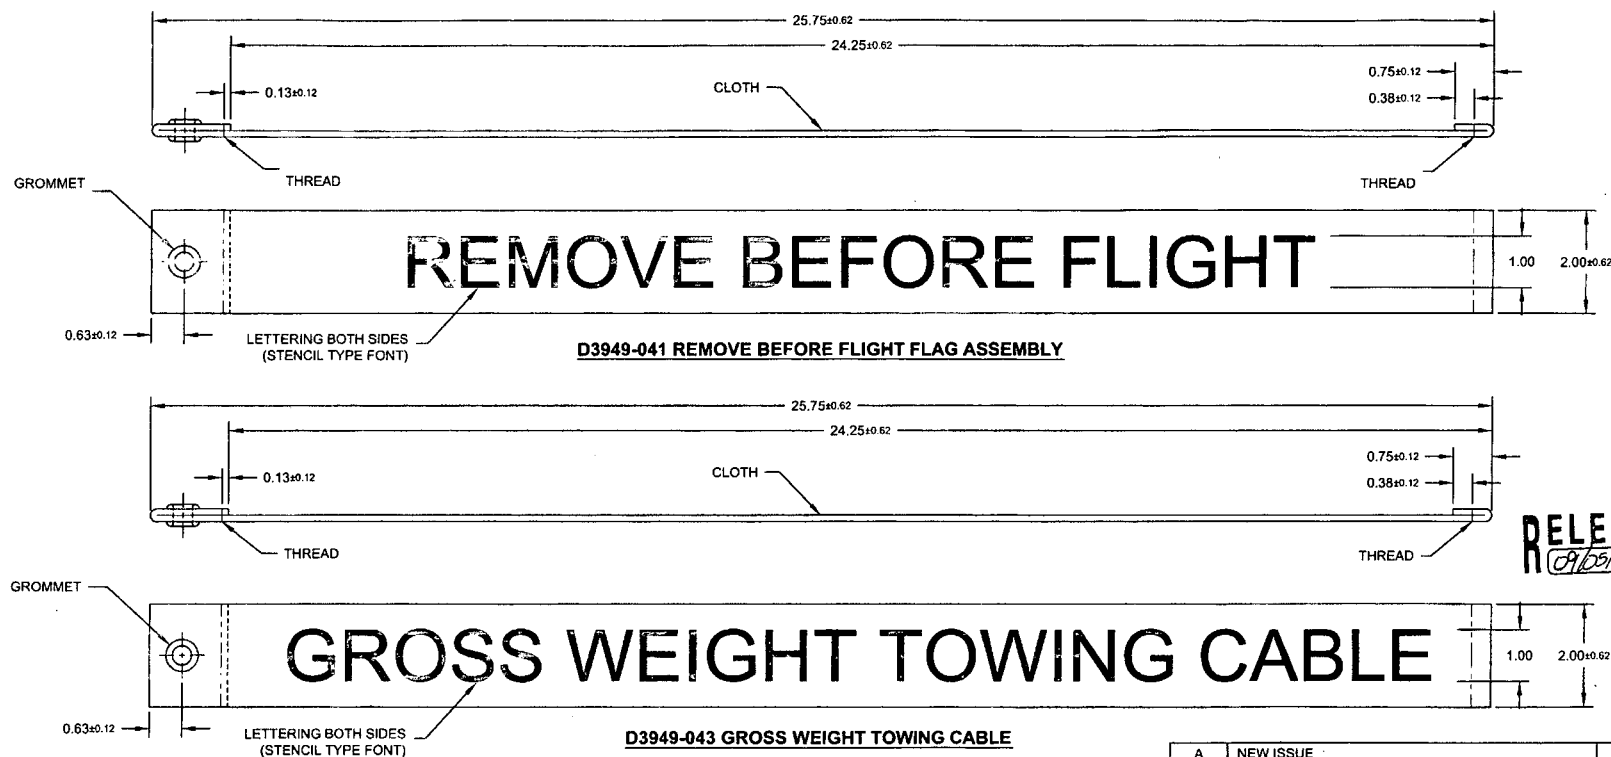 25.75±0.62
24.25±0.62
0.75±0.12
0.13±0.12
CLOTH
0.38±0.12
THREAD
THREAD
GROMMET
REMOVE BEFORE FLIGHT
1.00
2.00±0.62
0.63±0.12
LETTERING BOTH SIDES
(STENCIL TYPE FONT)
D3949-041 REMOVE BEFORE FLIGHT FLAG ASSEMBLY
25.75±0.62
24.25±0.62
0.75±0.12
0.13±0.12
CLOTH
0.38±0.12
THREAD
THREAD
GROMMET
GROSS WEIGHT TOWING CABLE
1.00
2.00±0.62
0.63±0.12
LETTERING BOTH SIDES
(STENCIL TYPE FONT)
D3949-043 GROSS WEIGHT TOWING CABLE
A NEW ISSUE